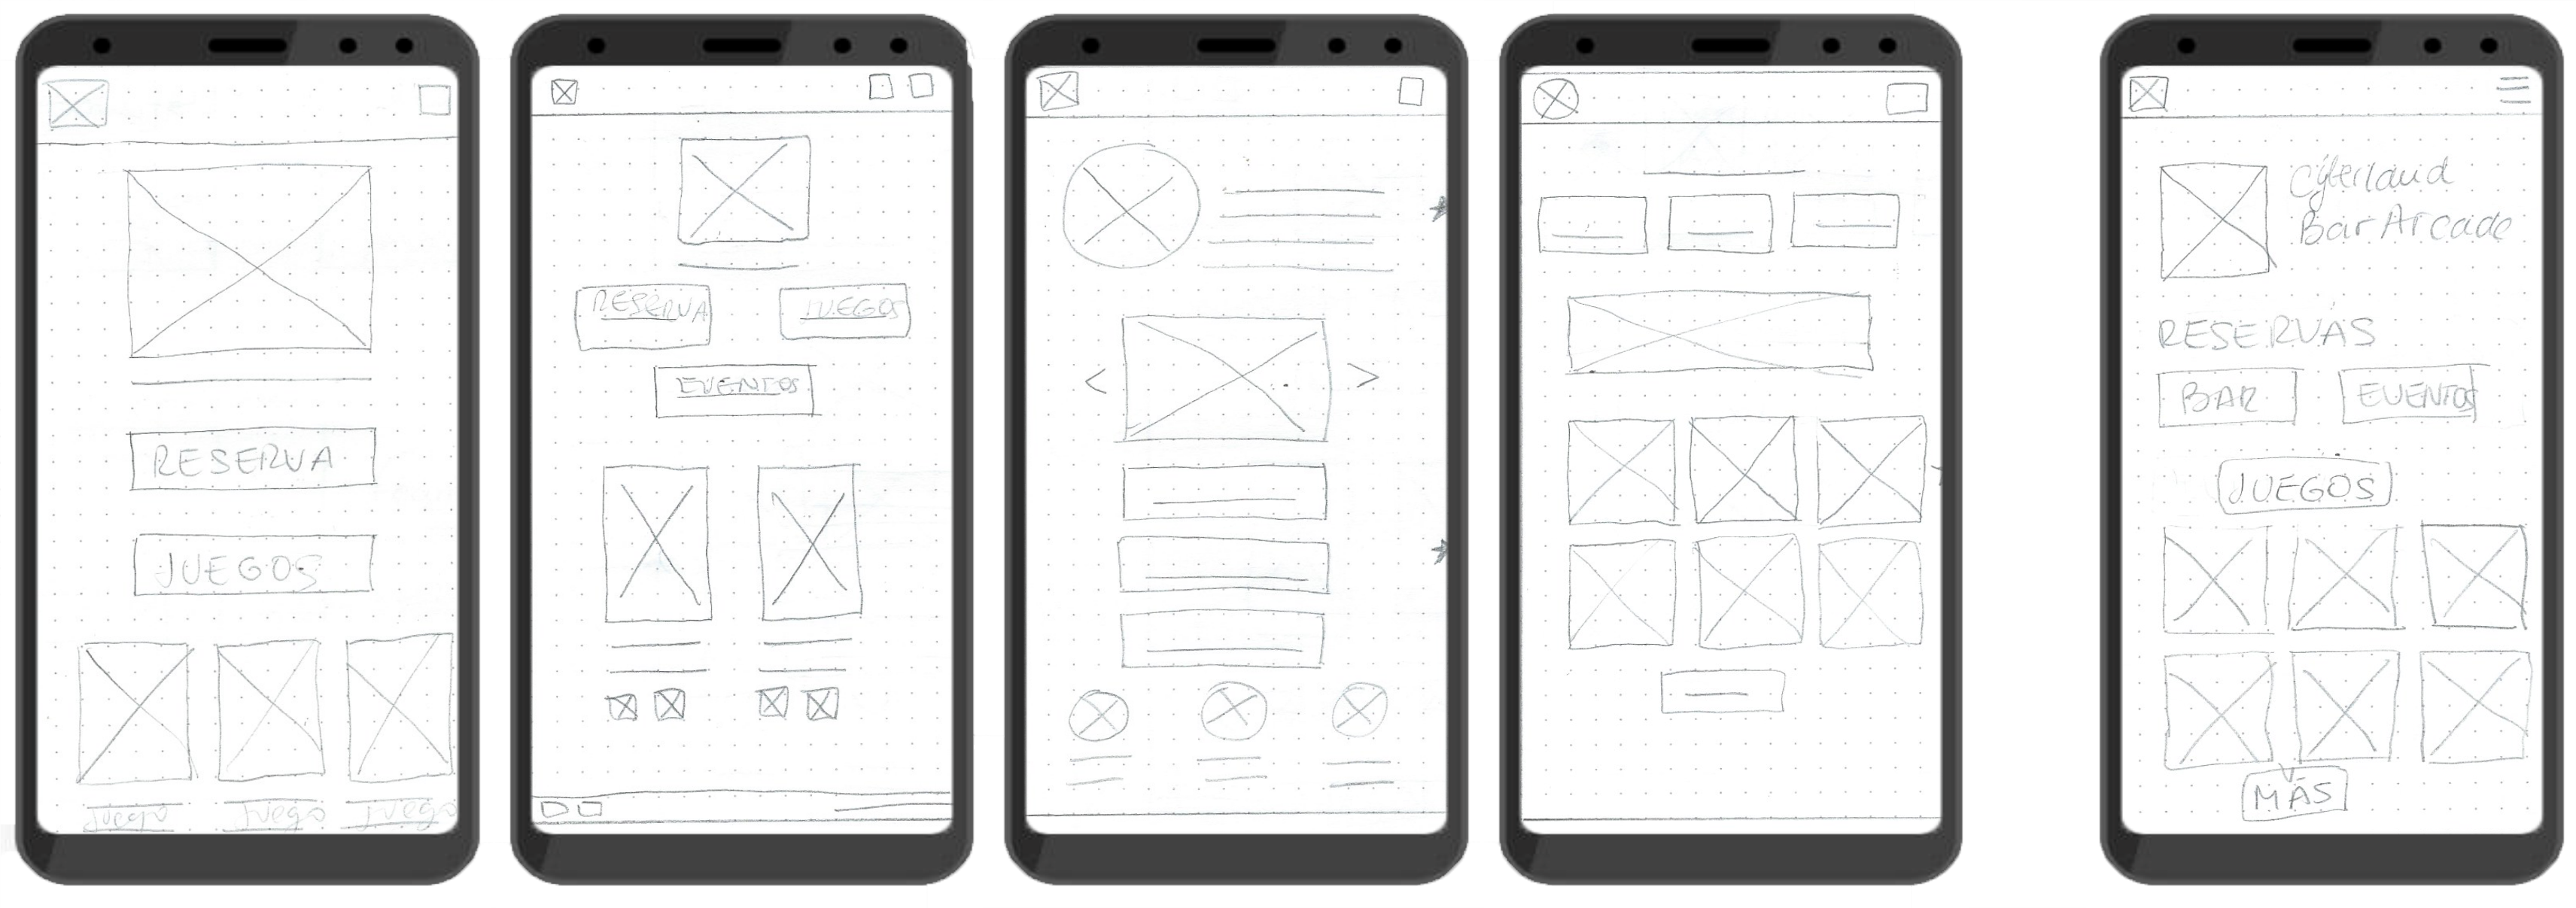 RESERVA
JUEGOS
Juego Juego Juego
RESERVA JUEGOS
EVENTOS
Cyberland
Bar Arcade
RESERVAS
BAR EVENTOS
JUEGOS
MÁS